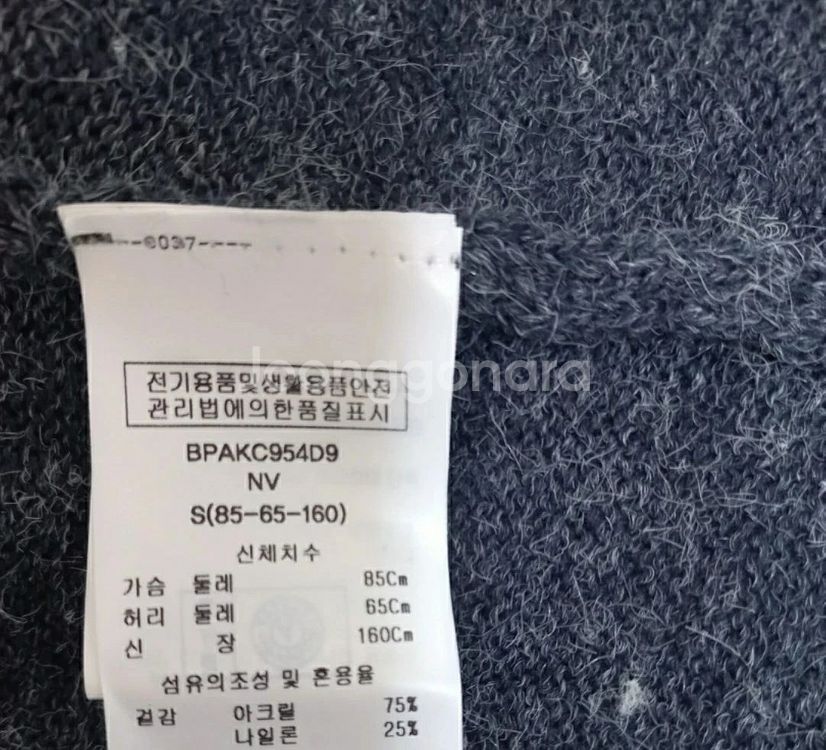 6037
joonggonara
전기용품및생활용품안전
관리법에의한품질표시
BPAKC954D9
NV
S(85-65-160)
신체치수
가슴 둘레 85Cm
허리 둘레 65Cm
신 장 160Cm
섬유의조성 및 혼용율
겉감 아크릴 75%
나일론 25%